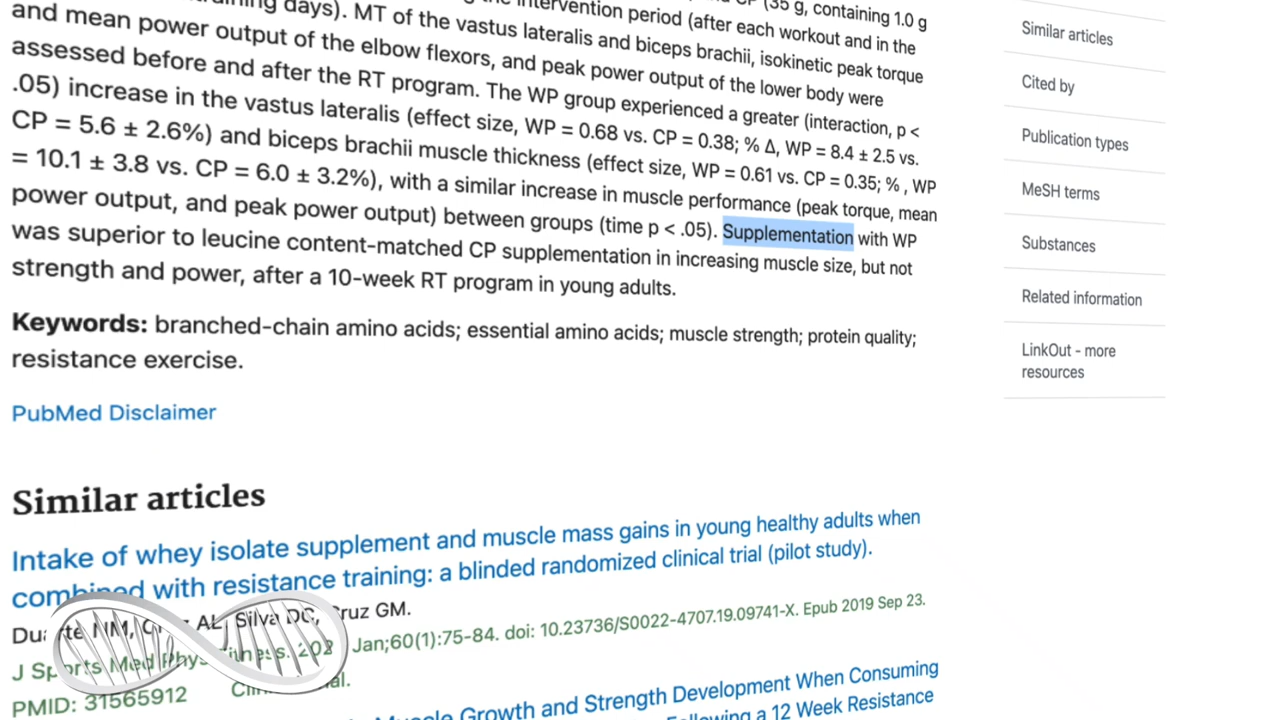 ning days). MT of the vastus lateralis and biceps brachii, isokinetic peak torque
the intervention period (after each workout and in the
CP (35 g, containing 1.0 g
and mean power output of the elbow flexors, and peak power output of the lower body were
assessed before and after the RT program. The WP group experienced a greater (interaction, p <
.05) increase in the vastus lateralis (effect size, WP = 0.68 vs. CP = 0.38; % Δ, WP = 8.4 ± 2.5 vs.
CP = 5.6 ± 2.6%) and biceps brachii muscle thickness (effect size, WP = 0.61 vs. CP = 0.35; % , WP
= 10.1 ± 3.8 vs. CP = 6.0 ± 3.2%), with a similar increase in muscle performance (peak torque, mean
power output, and peak power output) between groups (time p < .05). Supplementation with WP
was superior to leucine content-matched CP supplementation in increasing muscle size, but not
strength and power, after a 10-week RT program in young adults.
Keywords: branched-chain amino acids; essential amino acids; muscle strength; protein quality;
resistance exercise.
PubMed Disclaimer
Similar articles
Intake of whey isolate supplement and muscle mass gains in young healthy adults when
combined with resistance training: a blinded randomized clinical trial (pilot study).
NM, AL, Silva DC, Cruz GM.
J Sports Med Phys Jan;60(1):75-84. doi: 10.23736/S0022-4707.19.09741-X. Epub 2019 Sep 23.
PMID: 31565912
Muscle Growth and Strength Development When Consuming
Following a 12 Week Resistance
Similar articles
Cited by
Publication types
MeSH terms
Substances
Related information
LinkOut - more
resources